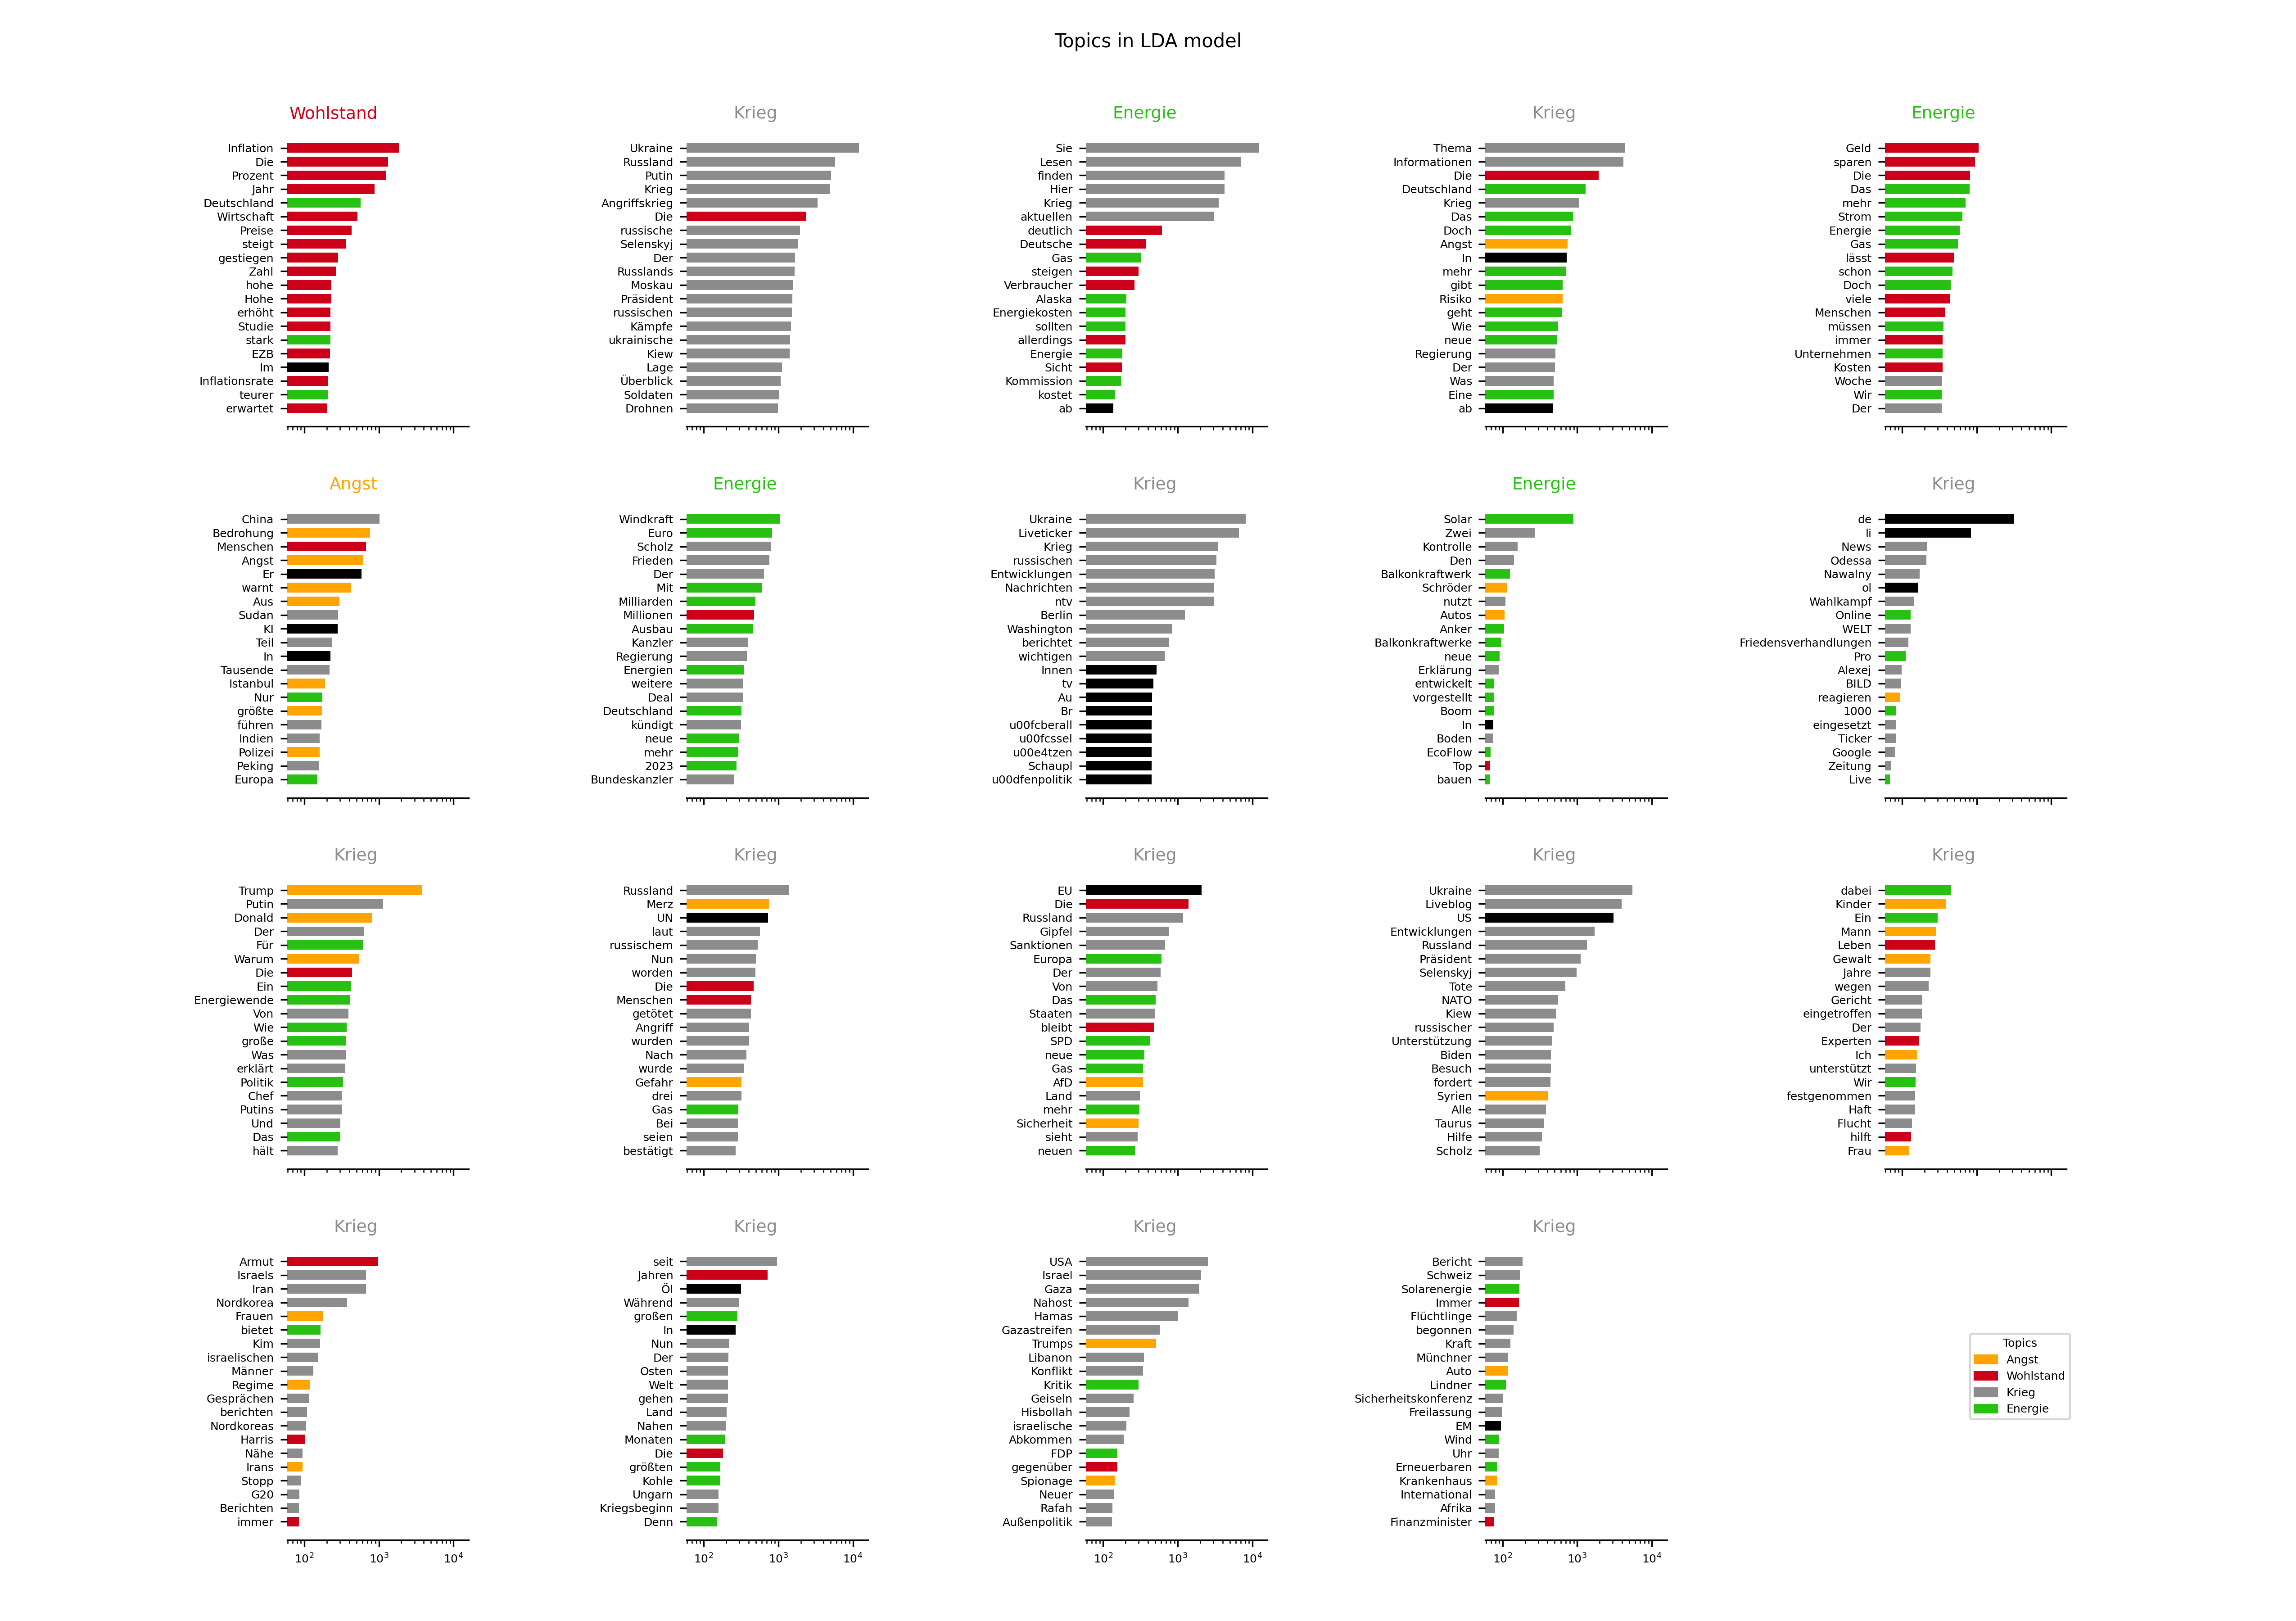 Topics in LDA model
Wohlstand
Inflation
Die
Prozent
Jahr
Deutschland
Wirtschaft
Preise
steigt
gestiegen
Zahl
hohe
Hohe
erhöht
Studie
stark
EZB
Im
Inflationsrate
teurer
erwartet
Krieg
Ukraine
Russland
Putin
Krieg
Angriffskrieg
Die
russische
Selenskyj
Der
Russlands
Moskau
Präsident
russischen
Kämpfe
ukrainische
Kiew
Lage
Überblick
Soldaten
Drohnen
Energie
Sie
Lesen
finden
Hier
Krieg
aktuellen
deutlich
Deutsche
Gas
steigen
Verbraucher
Alaska
Energiekosten
sollten
allerdings
Energie
Sicht
Kommission
kostet
ab
Krieg
Thema
Informationen
Die
Deutschland
Krieg
Das
Doch
Angst
In
mehr
gibt
Risiko
geht
Wie
neue
Regierung
Der
Was
Eine
ab
Energie
Geld
sparen
Die
Das
mehr
Strom
Energie
Gas
lässt
schon
Doch
viele
Menschen
müssen
immer
Unternehmen
Kosten
Woche
Wir
Der
Angst
China
Bedrohung
Menschen
Angst
Er
warnt
Aus
Sudan
KI
Teil
In
Tausende
Istanbul
Nur
größte
führen
Indien
Polizei
Peking
Europa
Energie
Windkraft
Euro
Scholz
Frieden
Der
Mit
Milliarden
Millionen
Ausbau
Kanzler
Regierung
Energien
weitere
Deal
Deutschland
kündigt
neue
mehr
2023
Bundeskanzler
Krieg
Ukraine
Liveticker
Krieg
russischen
Entwicklungen
Nachrichten
ntv
Berlin
Washington
berichtet
wichtigen
Innen
tv
Au
Br
u00fcberall
u00fcssel
u00e4tzen
Schaupl
u00dfenpolitik
Energie
Solar
Zwei
Kontrolle
Den
Balkonkraftwerk
Schröder
nutzt
Autos
Anker
Balkonkraftwerke
neue
Erklärung
entwickelt
vorgestellt
Boom
In
Boden
EcoFlow
Top
bauen
Krieg
de
li
News
Odessa
Nawalny
ol
Wahlkampf
Online
WELT
Friedensverhandlungen
Pro
Alexej
BILD
reagieren
1000
eingesetzt
Ticker
Google
Zeitung
Live
Krieg
Trump
Putin
Donald
Der
Für
Warum
Die
Ein
Energiewende
Von
Wie
große
Was
erklärt
Politik
Chef
Putins
Und
Das
hält
Krieg
Russland
Merz
UN
laut
russischem
Nun
worden
Die
Menschen
getötet
Angriff
wurden
Nach
wurde
Gefahr
drei
Gas
Bei
seien
bestätigt
Krieg
EU
Die
Russland
Gipfel
Sanktionen
Europa
Der
Von
Das
Staaten
bleibt
SPD
neue
Gas
AfD
Land
mehr
Sicherheit
sieht
neuen
Krieg
Ukraine
Liveblog
US
Entwicklungen
Russland
Präsident
Selenskyj
Tote
NATO
Kiew
russischer
Unterstützung
Biden
Besuch
fordert
Syrien
Alle
Taurus
Hilfe
Scholz
Krieg
dabei
Kinder
Ein
Mann
Leben
Gewalt
Jahre
wegen
Gericht
eingetroffen
Der
Experten
Ich
unterstützt
Wir
festgenommen
Haft
Flucht
hilft
Frau
Krieg
Armut
Israels
Iran
Nordkorea
Frauen
bietet
Kim
israelischen
Männer
Regime
Gesprächen
berichten
Nordkoreas
Harris
Nähe
Irans
Stopp
G20
Berichten
immer
10² 10³ 10⁴
Krieg
seit
Jahren
Öl
Während
großen
In
Nun
Der
Osten
Welt
gehen
Land
Nahen
Monaten
Die
größten
Kohle
Ungarn
Kriegsbeginn
Denn
10² 10³ 10⁴
Krieg
USA
Israel
Gaza
Nahost
Hamas
Gazastreifen
Trumps
Libanon
Konflikt
Kritik
Geiseln
Hisbollah
israelische
Abkommen
FDP
gegenüber
Spionage
Neuer
Rafah
Außenpolitik
10² 10³ 10⁴
Krieg
Bericht
Schweiz
Solarenergie
Immer
Flüchtlinge
begonnen
Kraft
Münchner
Auto
Lindner
Sicherheitskonferenz
Freilassung
EM
Wind
Uhr
Erneuerbaren
Krankenhaus
International
Afrika
Finanzminister
10² 10³ 10⁴
Topics
Angst
Wohlstand
Krieg
Energie